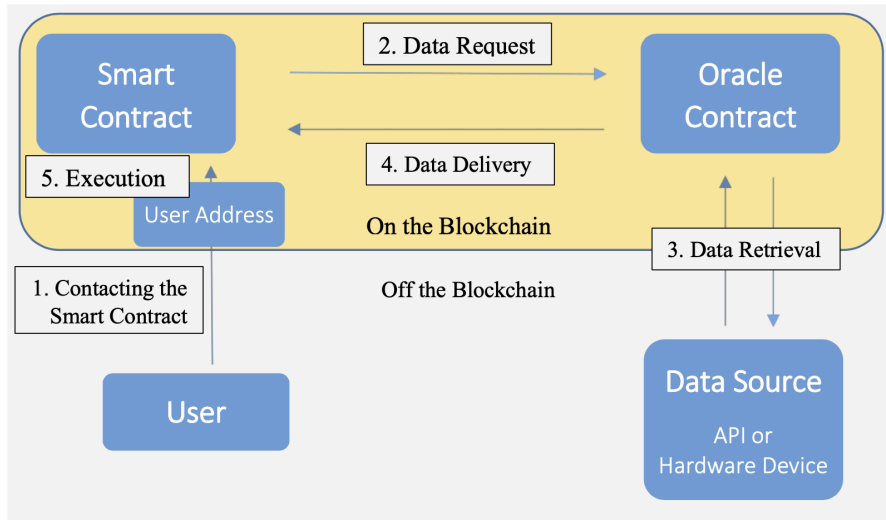 2. Data Request
Smart
Contract
Oracle
Contract
4. Data Delivery
5. Execution
User Address
On the Blockchain
3. Data Retrieval
1. Contacting the
Smart Contract
Off the Blockchain
User
Data Source
API or
Hardware Device